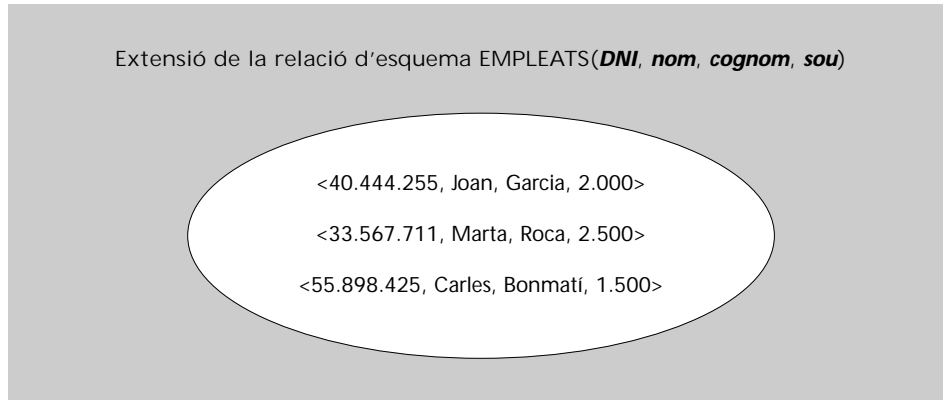 Extensió de la relació d'esquema EMPLEATS(DNI, nom, cognom, sou)
<40.444.255, Joan, Garcia, 2.000>
<33.567.711, Marta, Roca, 2.500>
<55.898.425, Carles, Bonmatí, 1.500>